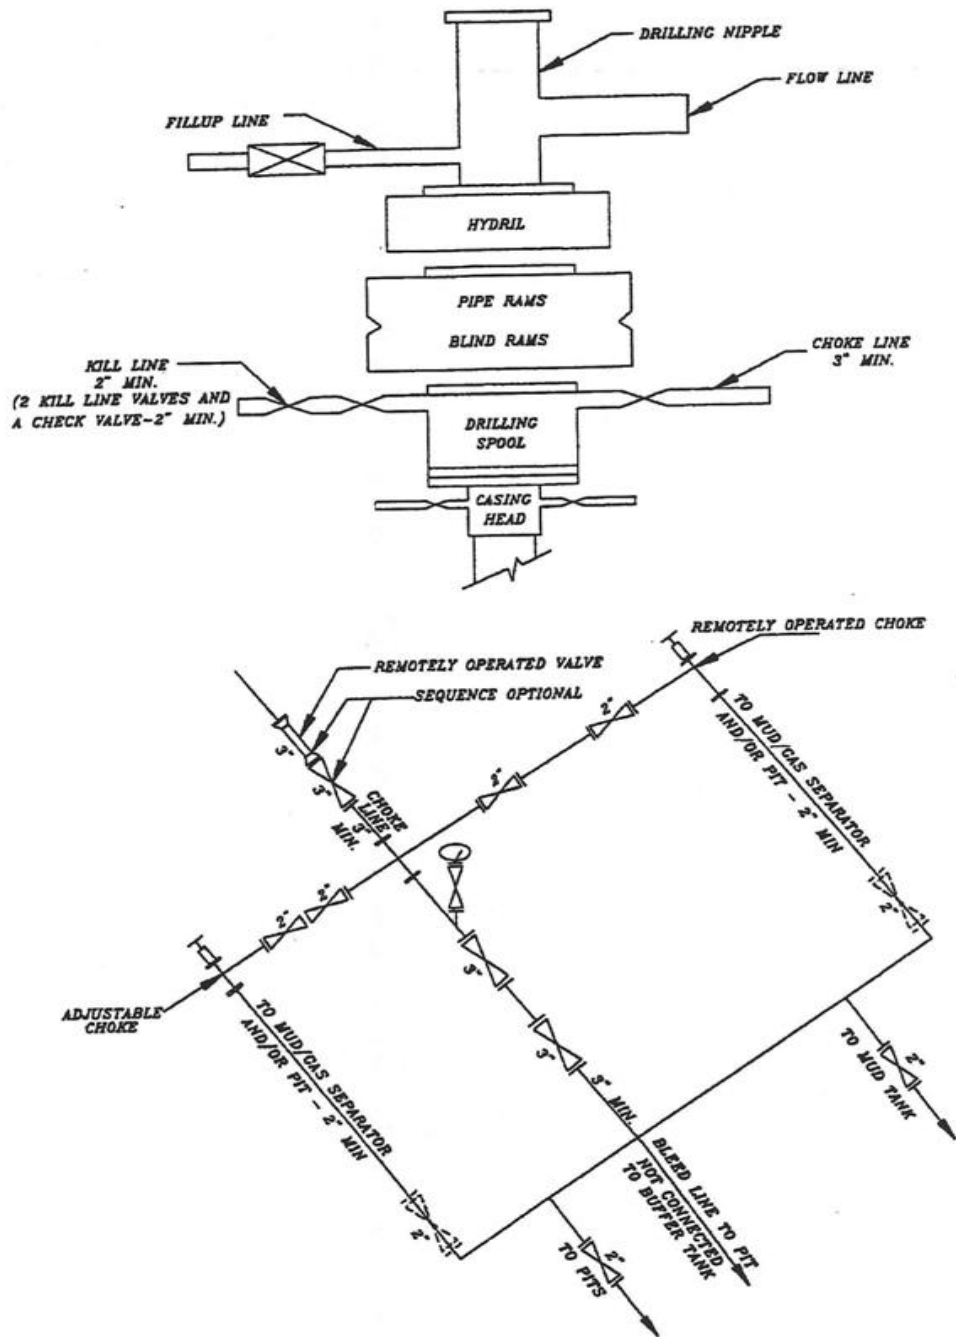 DRILLING NIPPLE
FLOW LINE
FILLUP LINE
HYDRIL
PIPE RAMS
BLIND RAMS
KILL LINE
2" MIN.
(2 KILL LINE VALVES AND
A CHECK VALVE-2" MIN.)
CHOKE LINE
3" MIN.
DRILLING
SPOOL
CASING
HEAD
REMOTELY OPERATED CHOKE
REMOTELY OPERATED VALVE
SEQUENCE OPTIONAL
3"
3"
CHOKE
LINE
3"
MIN.
2"
2"
TO MUD/GAS SEPARATOR
AND/OR PIT - 2" MIN
2"
2"
2"
3"
3"
3" MIN.
ADJUSTABLE
CHOKE
TO MUD/GAS SEPARATOR
AND/OR PIT - 2" MIN
2"
2"
TO MUD TANK
BLEED LINE TO PIT
NOT CONNECTED
TO BUFFER TANK
2"
TO PITS